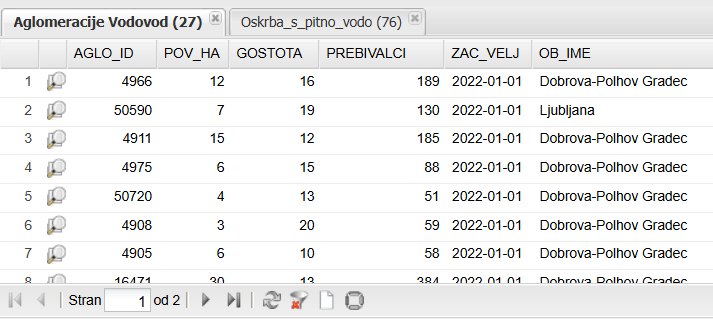 Aglomeracije Vodovod (27) Oskrba_s_pitno_vodo (76)
AGLO_ID POV_HA GOSTOTA PREBIVALCI ZAC_VELJ OB_IME
1 4966 12 16 189 2022-01-01 Dobrova-Polhov Gradec
2 50590 7 19 130 2022-01-01 Ljubljana
3 4911 15 12 185 2022-01-01 Dobrova-Polhov Gradec
4 4975 6 15 88 2022-01-01 Dobrova-Polhov Gradec
5 50720 4 13 51 2022-01-01 Dobrova-Polhov Gradec
6 4908 3 20 59 2022-01-01 Dobrova-Polhov Gradec
7 4905 6 10 58 2022-01-01 Dobrova-Polhov Gradec
8 16471 30 13 384 2022-01-01 Dobrova-Polhov Gradec
Stran 1 od 2